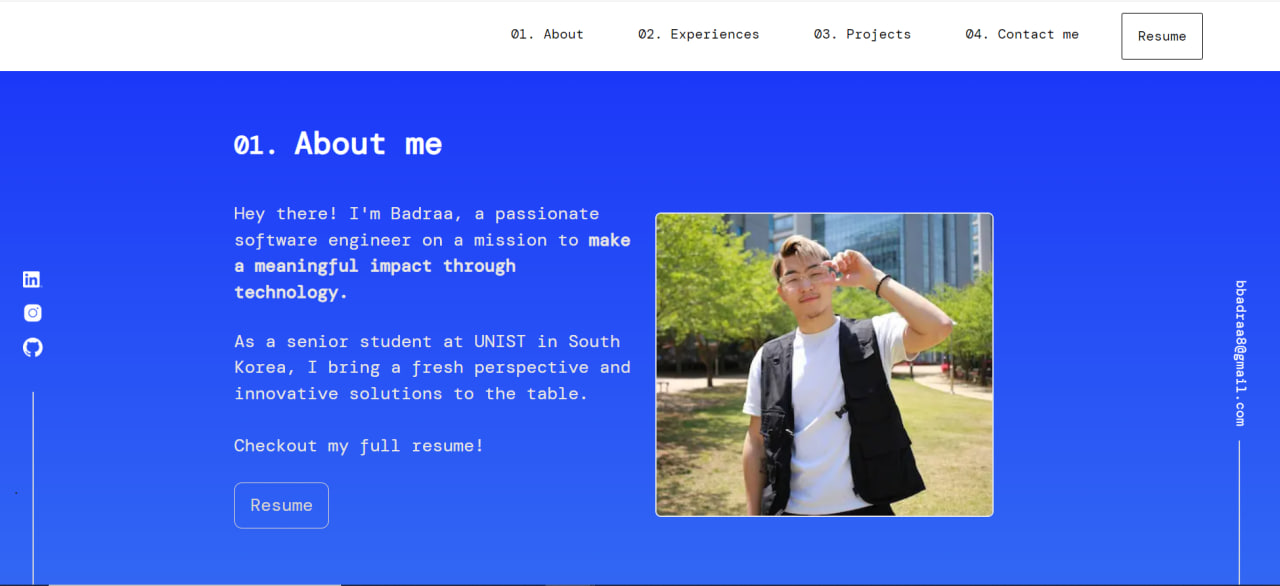 01. About
02. Experiences
03. Projects
04. Contact me
Resume
01. About me
Hey there! I'm Badraa, a passionate
software engineer on a mission to make
a meaningful impact through
technology.
As a senior student at UNIST in South
Korea, I bring a fresh perspective and
innovative solutions to the table.
Checkout my full resume!
Resume
in
bbadraa8@gmail.com